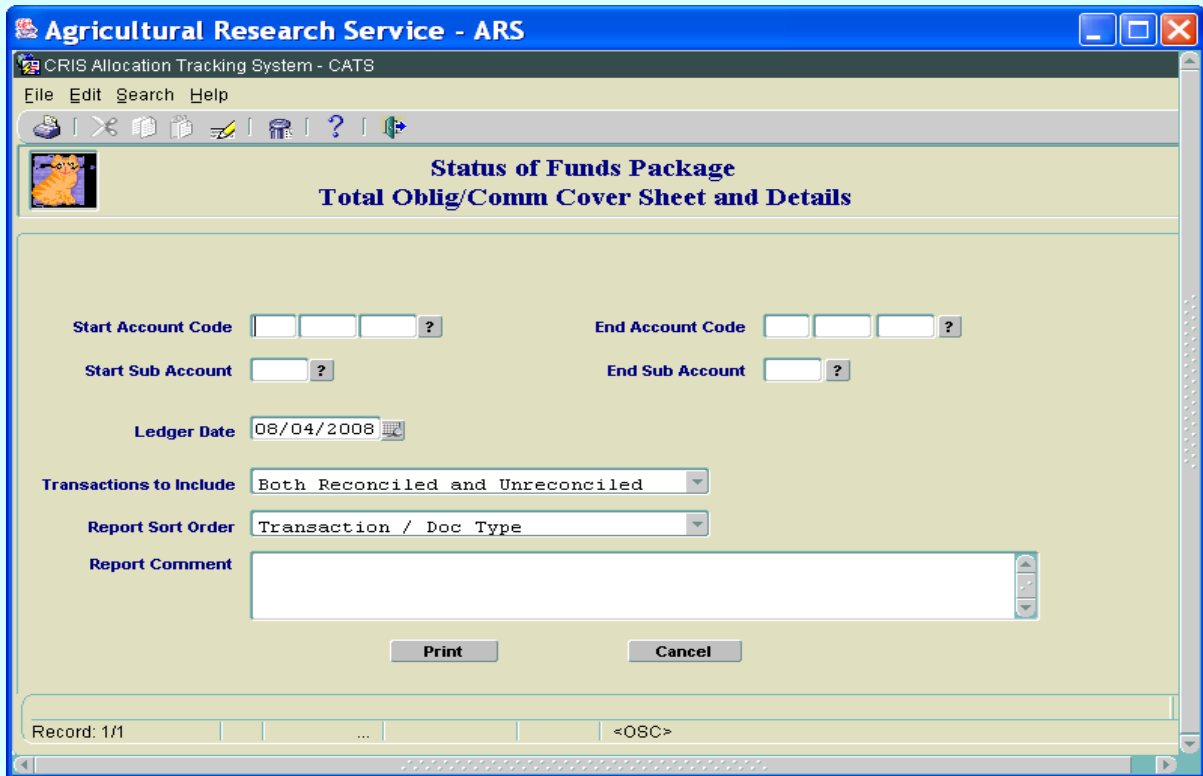 Agricultural Research Service - ARS
CRIS Allocation Tracking System - CATS
File Edit Search Help
?
Status of Funds Package
Total Oblig/Comm Cover Sheet and Details
Start Account Code ? End Account Code ?
Start Sub Account ? End Sub Account ?
Ledger Date 08/04/2008
Transactions to Include Both Reconciled and Unreconciled
Report Sort Order Transaction / Doc Type
Report Comment
Print Cancel
Record: 1/1 ... <OSC>